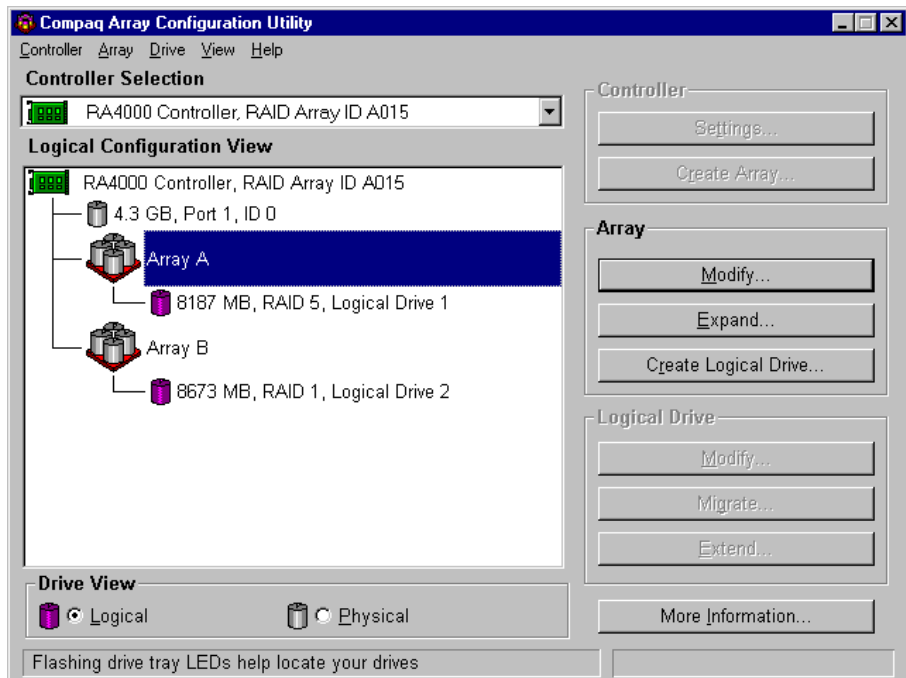 Compaq Array Configuration Utility
Controller Array Drive View Help
Controller Selection
RA4000 Controller, RAID Array ID A015
Logical Configuration View
RA4000 Controller, RAID Array ID A015
4.3 GB, Port 1, ID 0
Array A
8187 MB, RAID 5, Logical Drive 1
Array B
8673 MB, RAID 1, Logical Drive 2
Drive View
Logical
Physical
Controller
Settings...
Create Array...
Array
Modify...
Expand...
Create Logical Drive...
Logical Drive
Modify...
Migrate...
Extend...
More Information...
Flashing drive tray LEDs help locate your drives